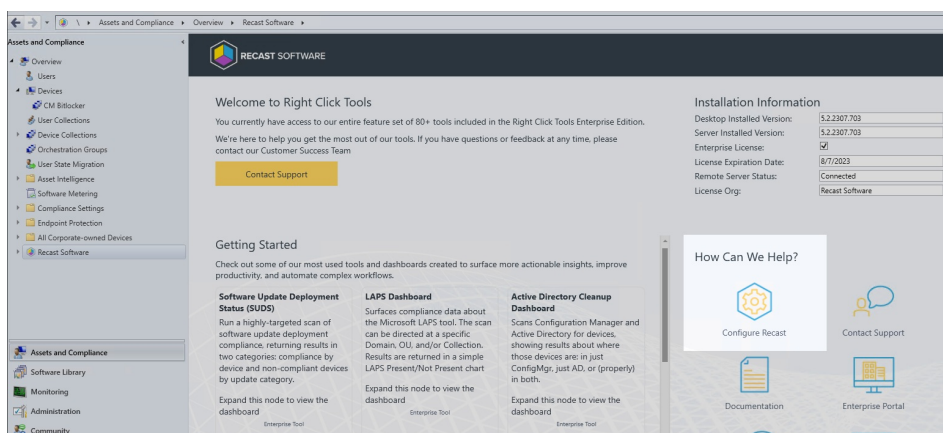 \ Assets and Compliance Overview Recast Software
Assets and Compliance
Overview
Users
Devices
CM Bitlocker
User Collections
Device Collections
Orchestration Groups
User State Migration
Asset Intelligence
Software Metering
Compliance Settings
Endpoint Protection
All Corporate-owned Devices
Recast Software
Assets and Compliance
Software Library
Monitoring
Administration
Community
RECAST SOFTWARE
Welcome to Right Click Tools
You currently have access to our entire feature set of 80+ tools included in the Right Click Tools Enterprise Edition.
We're here to help you get the most out of our tools. If you have questions or feedback at any time, please
contact our Customer Success Team
Contact Support
Installation Information
Desktop Installed Version: 5.2.2307.703
Server Installed Version: 5.2.2307.703
Enterprise License:
License Expiration Date: 8/7/2023
Remote Server Status: Connected
License Org: Recast Software
Getting Started
Check out some of our most used tools and dashboards created to surface more actionable insights, improve
productivity, and automate complex workflows.
Software Update Deployment
Status (SUDS)
Run a highly-targeted scan of
software update deployment
compliance, returning results in
two categories: compliance by
device and non-compliant devices
by update category.
Expand this node to view the
dashboard
Enterprise Tool
LAPS Dashboard
Surfaces compliance data about
the Microsoft LAPS tool. The scan
can be directed at a specific
Domain, OU, and/or Collection.
Results are returned in a simple
LAPS Present/Not Present chart
Expand this node to view the
dashboard
Enterprise Tool
Active Directory Cleanup
Dashboard
Scans Configuration Manager and
Active Directory for devices,
showing results about where
those devices are: in just
ConfigMgr, just AD, or (properly)
in both.
Expand this node to view the
dashboard
Enterprise Tool
How Can We Help?
Configure Recast
Contact Support
Documentation
Enterprise Portal